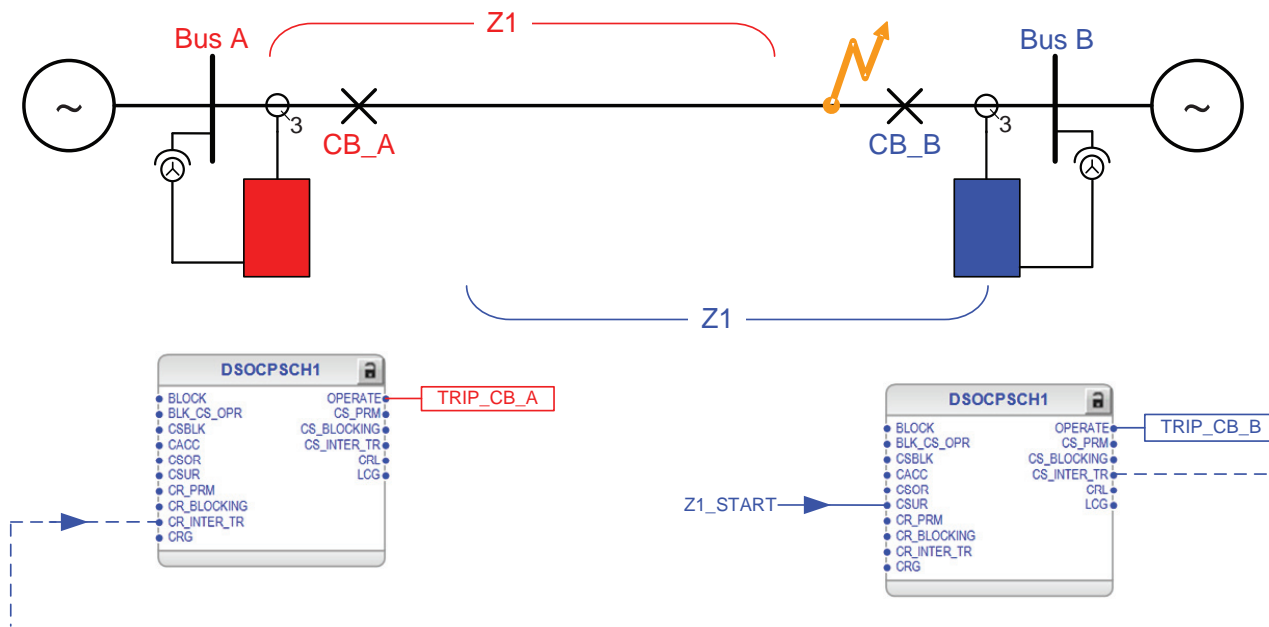 Z1
Bus A
Bus B
~
~
3
3
CB_A
CB_B
Z1
DSOCPSCH1
BLOCK
OPERATE
TRIP_CB_A
BLK_CS_OPR
CS_PRM
CSBLK
CS_BLOCKING
CACC
CS_INTER_TR
CSOR
CRL
CSUR
LCG
CR_PRM
CR_BLOCKING
CR_INTER_TR
CRG
DSOCPSCH1
BLOCK
OPERATE
TRIP_CB_B
BLK_CS_OPR
CS_PRM
CSBLK
CS_BLOCKING
CACC
CS_INTER_TR
CSOR
CRL
Z1_START
CSUR
LCG
CR_PRM
CR_BLOCKING
CR_INTER_TR
CRG